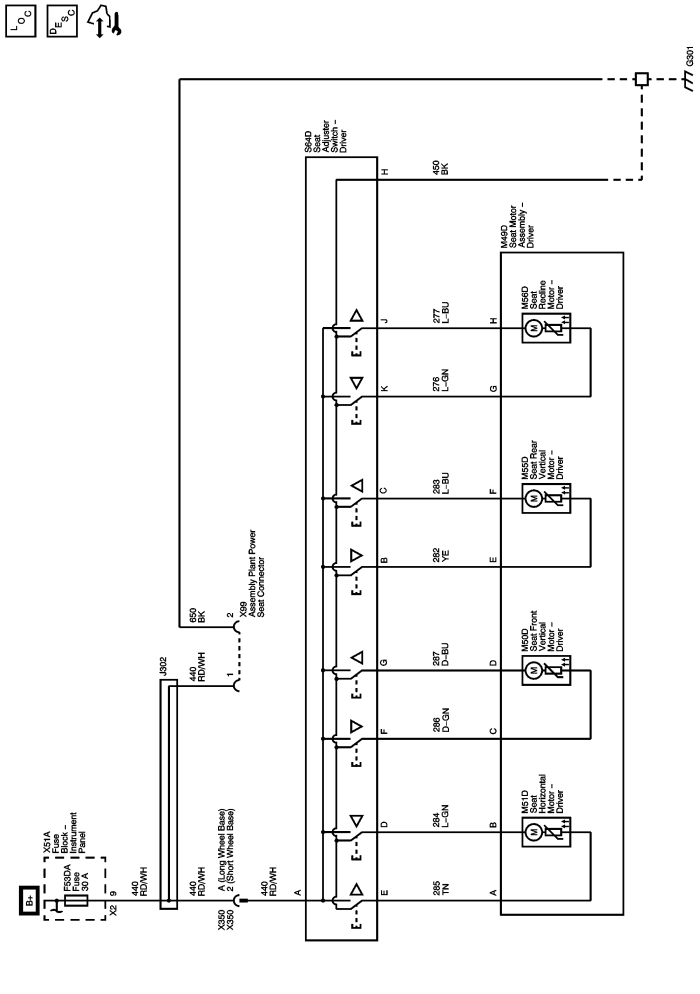 L O C
D E S C
B+
X51A
Fuse
Block –
Instrument
Panel
F53DA
Fuse
30 A
X2
9
440
RD/WH
J302
440
RD/WH
1
650
BK
2
X99
Assembly Plant Power
Seat Connector
440
RD/WH
X350
X350
A (Long Wheel Base)
2 (Short Wheel Base)
440
RD/WH
A
S64D
Seat
Adjuster
Switch –
Driver
H
450
BK
G301
E
285
TN
A
D
284
L–GN
B
F
286
D–GN
C
G
287
D–BU
D
B
282
YE
E
C
283
L–BU
F
K
276
L–GN
G
J
277
L–BU
H
M49D
Seat Motor
Assembly –
Driver
M51D
Seat
Horizontal
Motor –
Driver
M
M50D
Seat Front
Vertical
Motor –
Driver
M
M55D
Seat Rear
Vertical
Motor –
Driver
M
M56D
Seat
Recline
Motor –
Driver
M